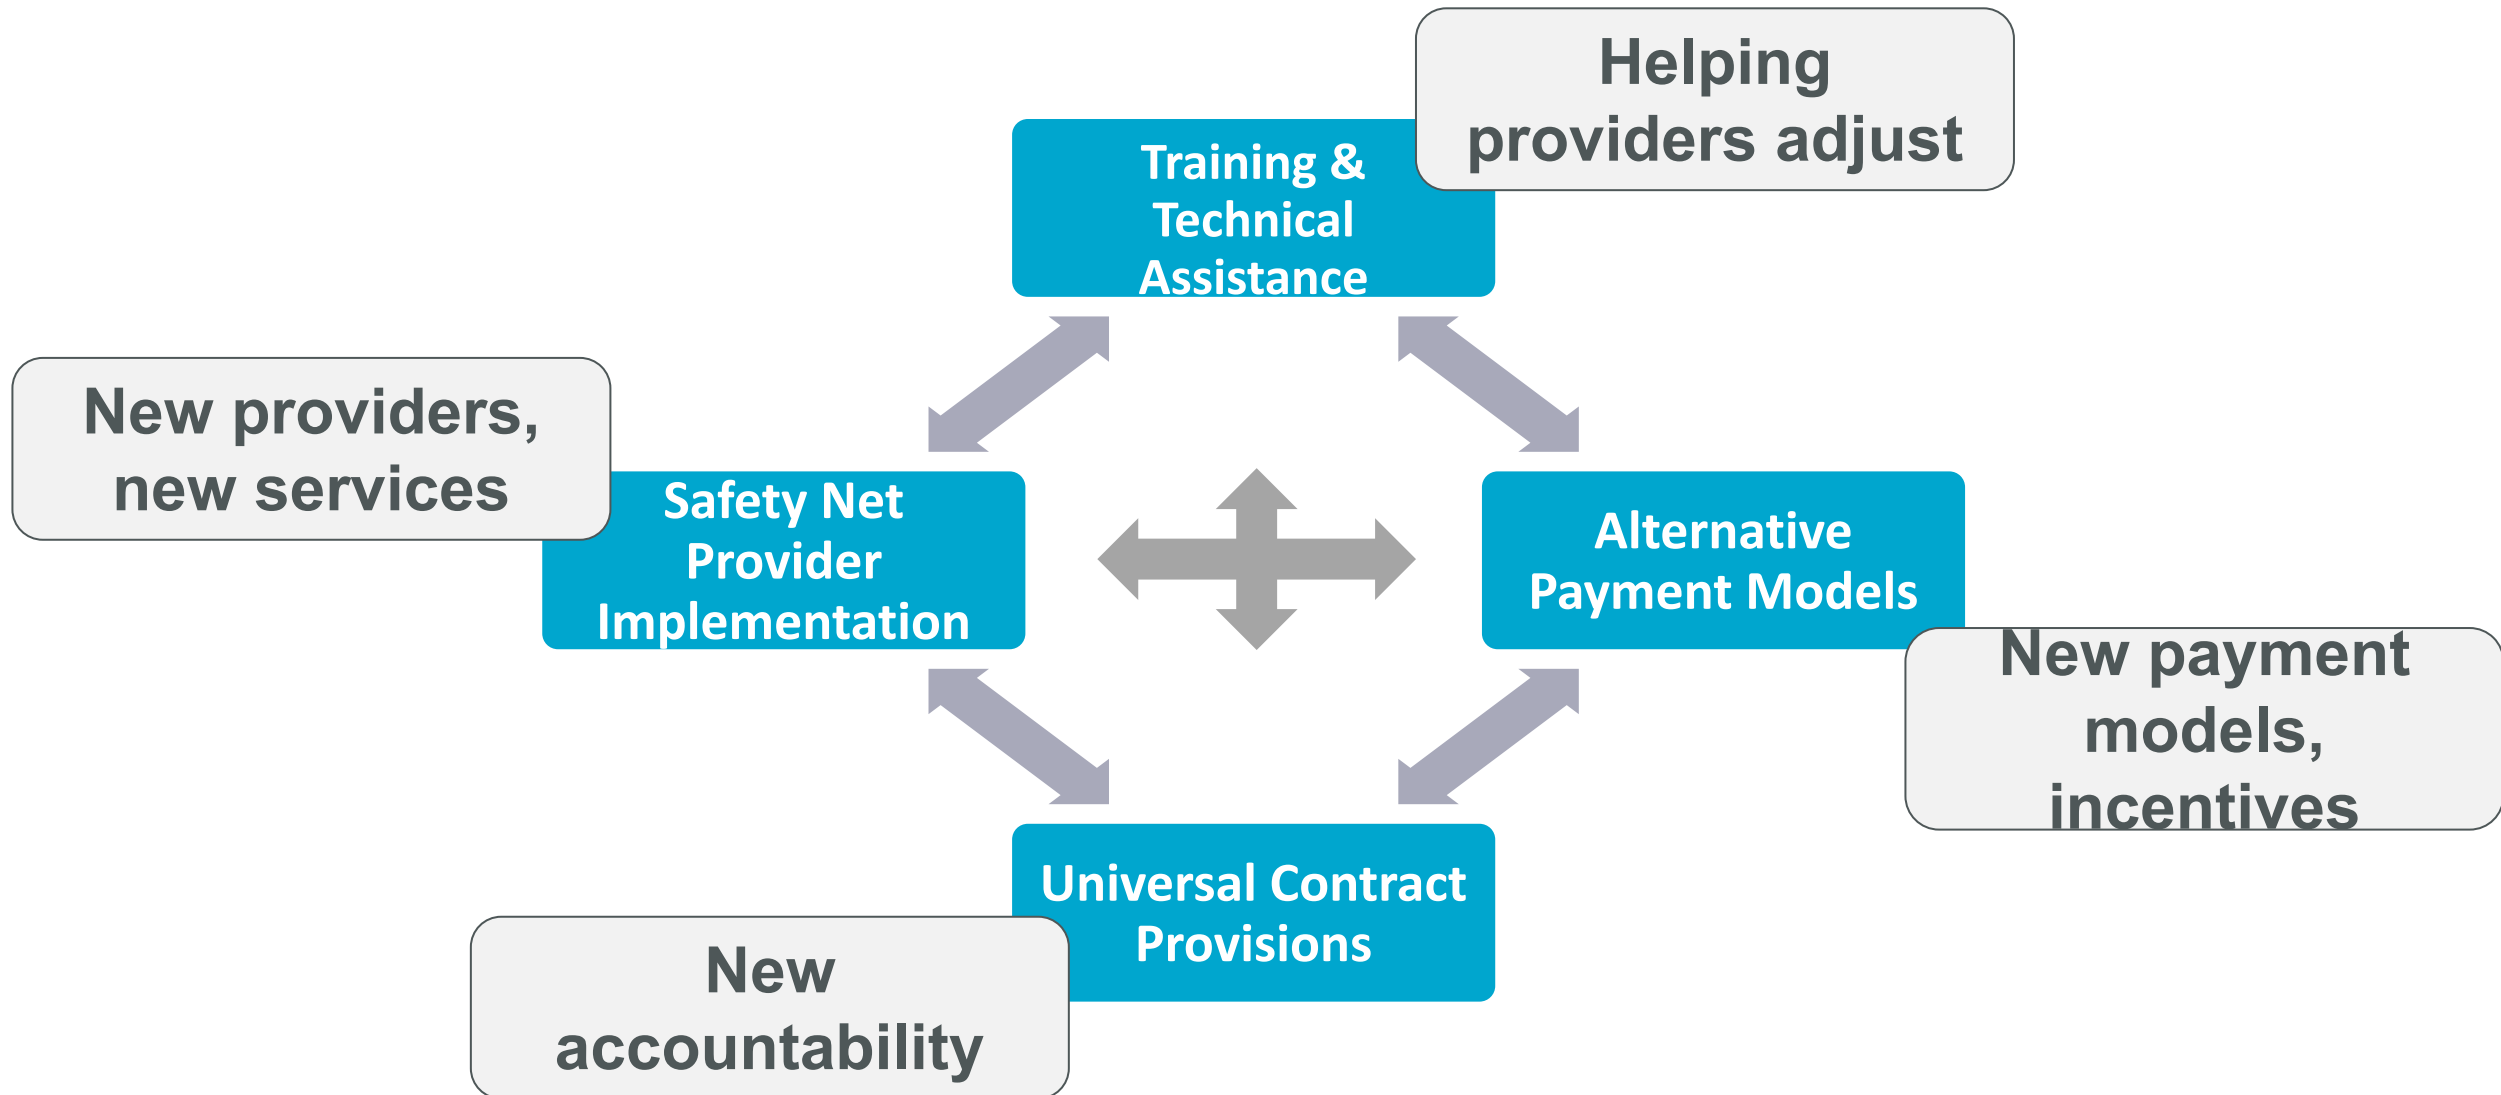 Helping
providers adjust
Training &
Technical
Assistance
New providers,
new services
Safety Net
Provider
Implementation
Alternative
Payment Models
New payment
models,
incentives
Universal Contract
Provisions
New
accountability